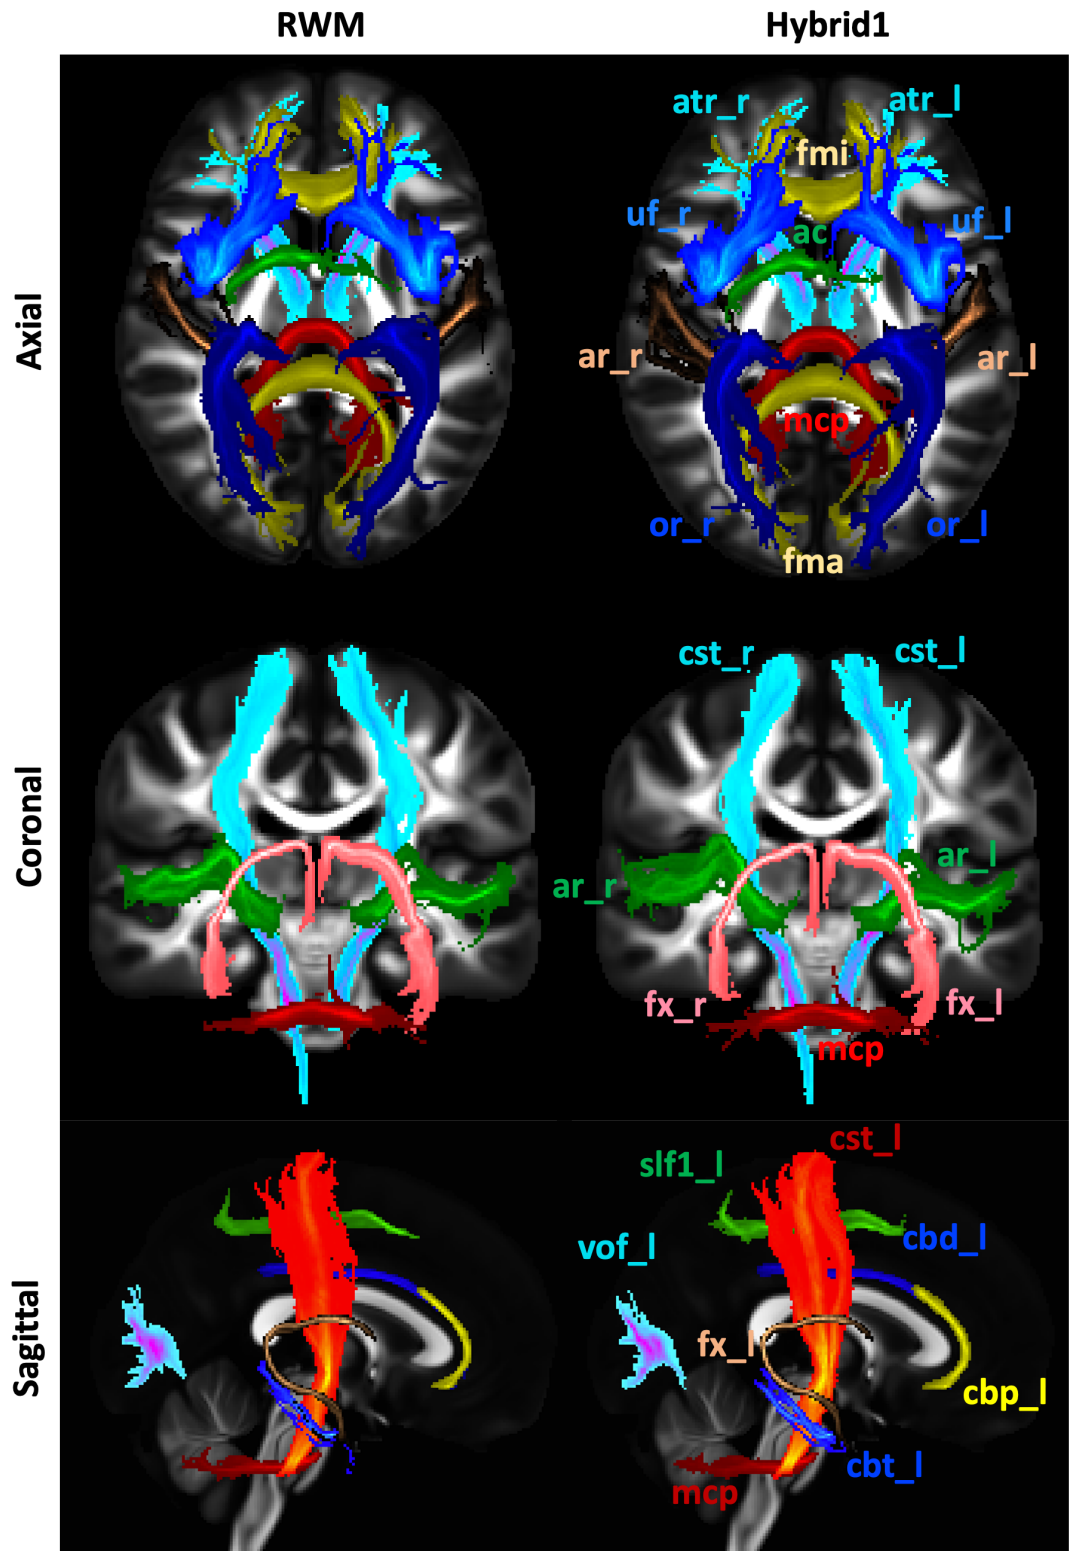 RWM Hybrid1
Axial
atr_r atr_l
fmi
uf_r uf_l
ac
ar_r ar_l
mcp
or_r or_l
fma
Coronal
cst_r cst_l
ar_r ar_l
fx_r fx_l
mcp
Sagittal
cst_l
slf1_l
vof_l cbd_l
fx_l
cbp_l
cbt_l
mcp